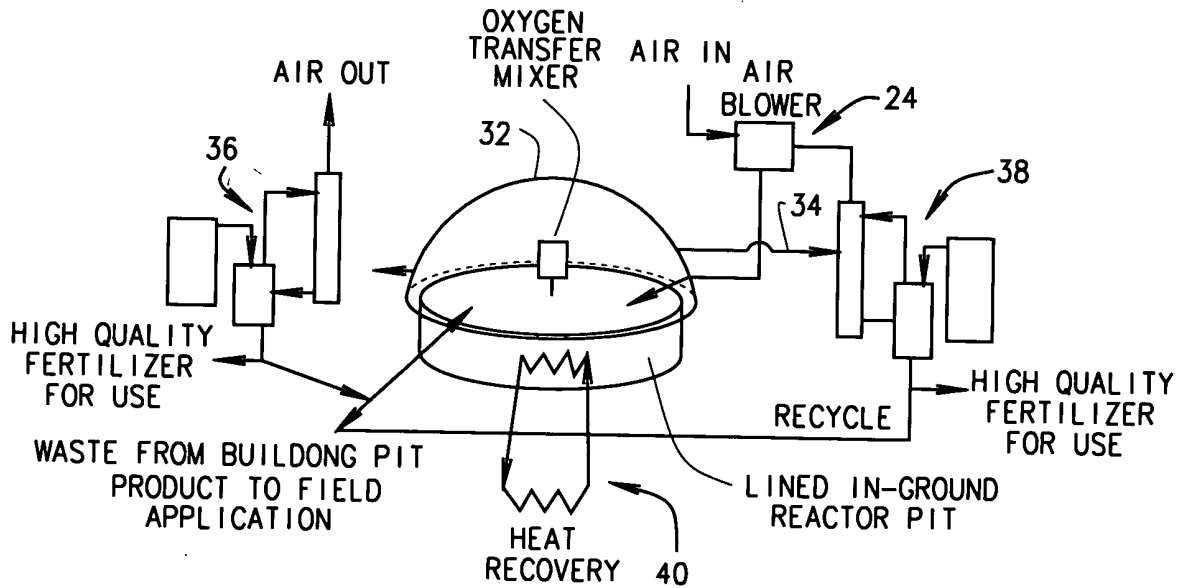 OXYGEN
TRANSFER
MIXER
AIR IN
AIR
BLOWER
24
AIR OUT
32
36
38
34
HIGH QUALITY
FERTILIZER
FOR USE
HIGH QUALITY
FERTILIZER
FOR USE
RECYCLE
WASTE FROM BUILDONG PIT
PRODUCT TO FIELD
APPLICATION
LINED IN-GROUND
REACTOR PIT
HEAT
RECOVERY
40